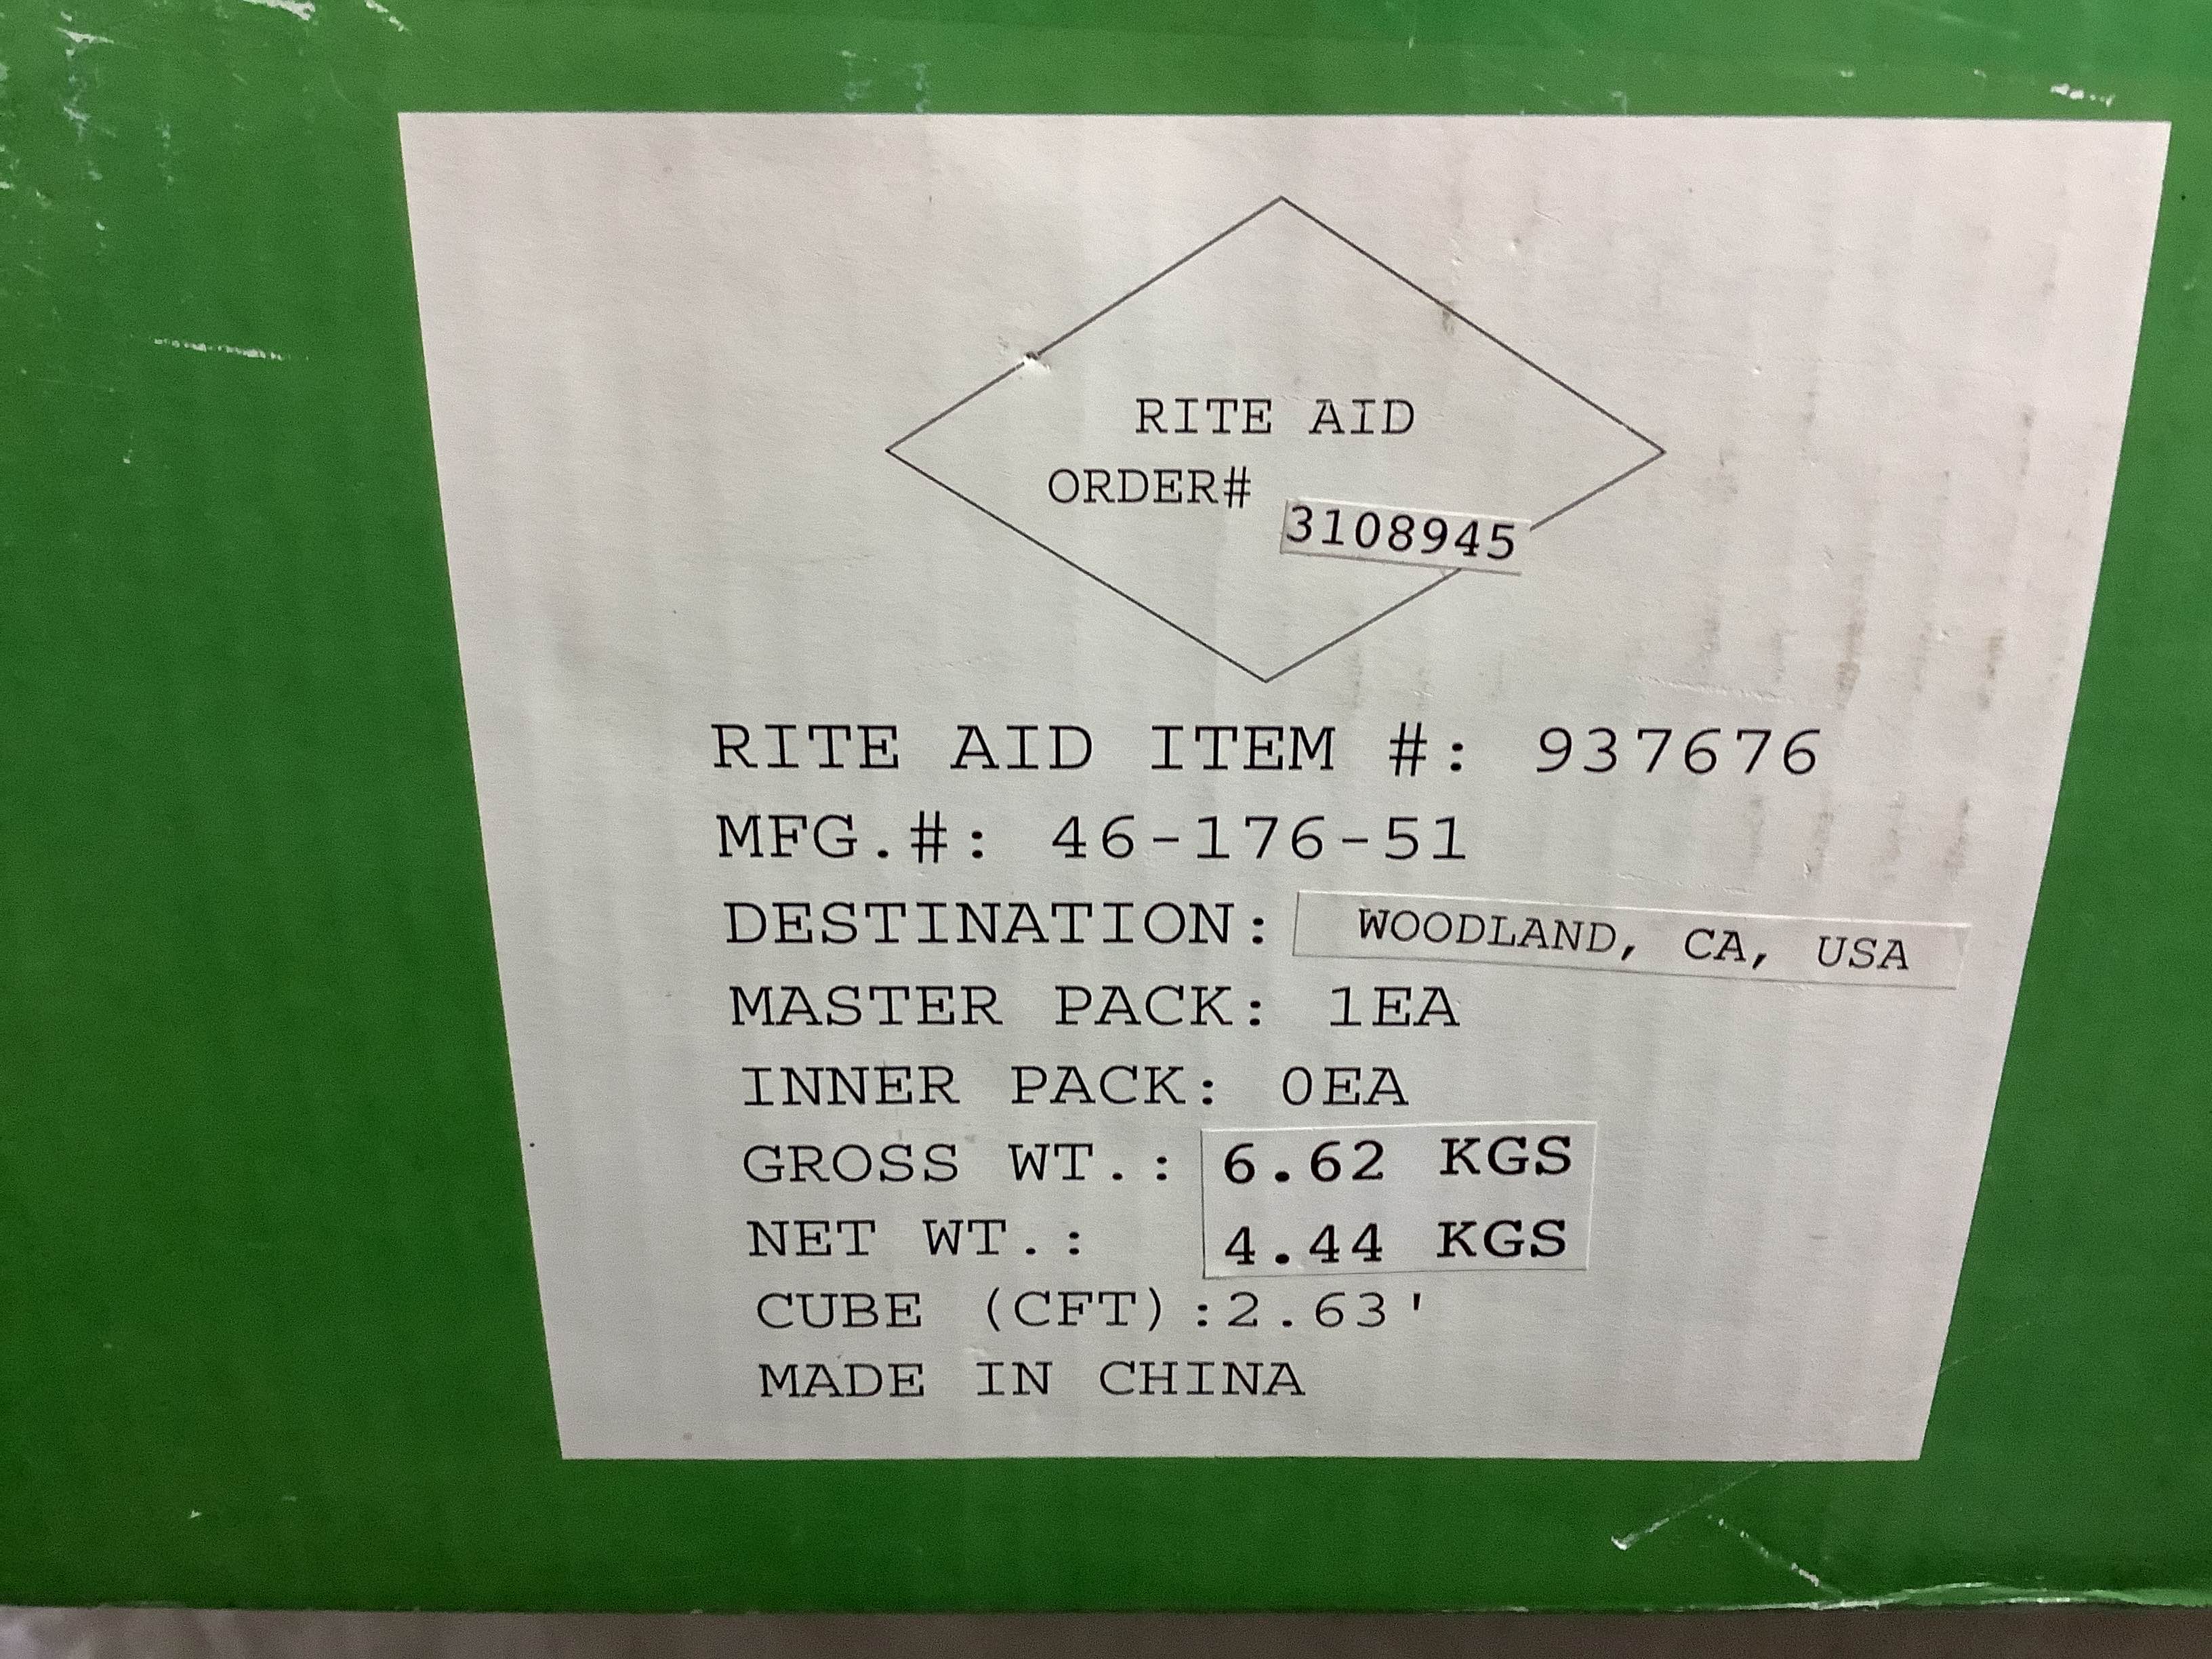 RITE AID
ORDER# 3108945
RITE AID ITEM #: 937676
MFG.#: 46-176-51
DESTINATION: WOODLAND, CA, USA
MASTER PACK: 1EA
INNER PACK: 0EA
GROSS WT.: 6.62 KGS
NET WT.: 4.44 KGS
CUBE (CFT):2.63'
MADE IN CHINA